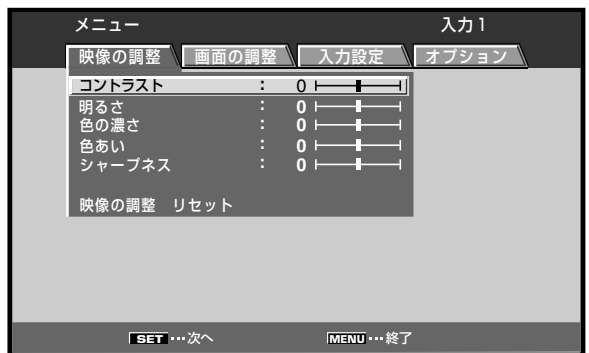 メニュー 入力1
映像の調整 画面の調整 入力設定 オプション
コントラスト : 0
明るさ : 0
色の濃さ : 0
色あい : 0
シャープネス : 0
映像の調整 リセット
SET…次へ MENU…終了